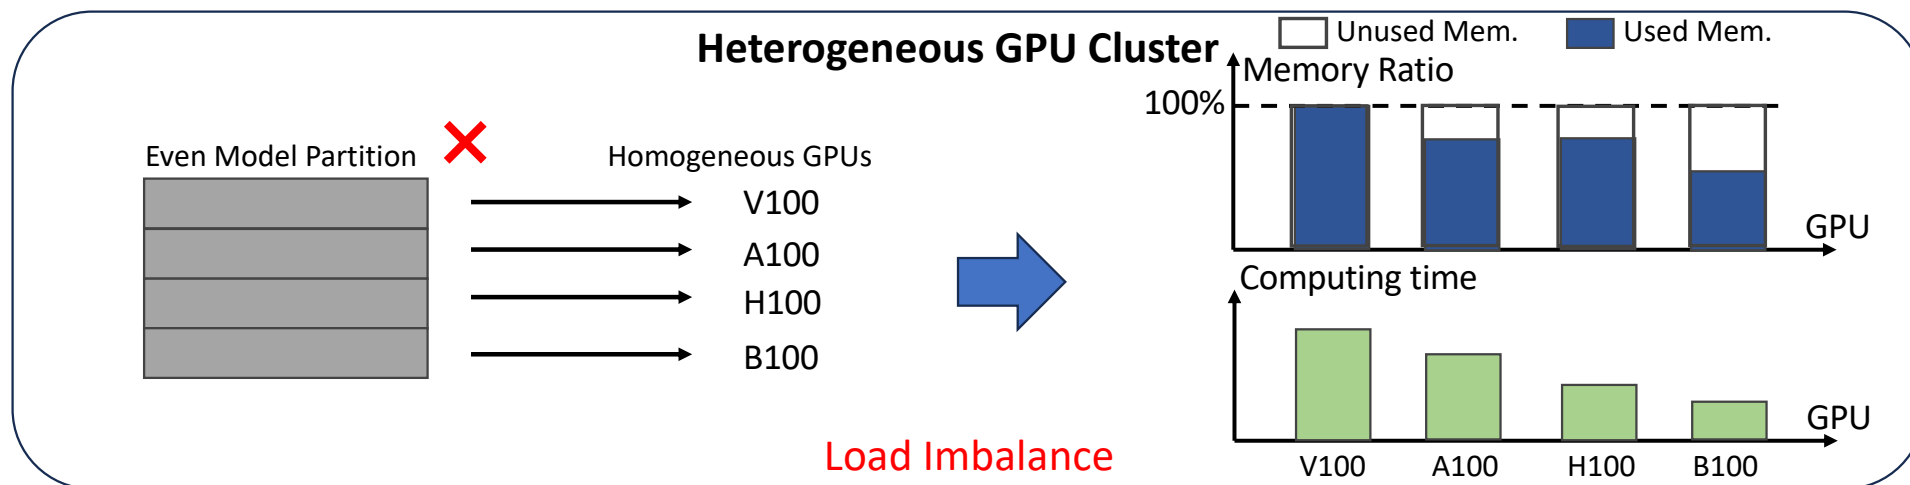 Heterogeneous GPU Cluster
Unused Mem.
Used Mem.
Even Model Partition
Homogeneous GPUs
V100
A100
H100
B100
Memory Ratio
100%
GPU
Computing time
GPU
V100
A100
H100
B100
Load Imbalance